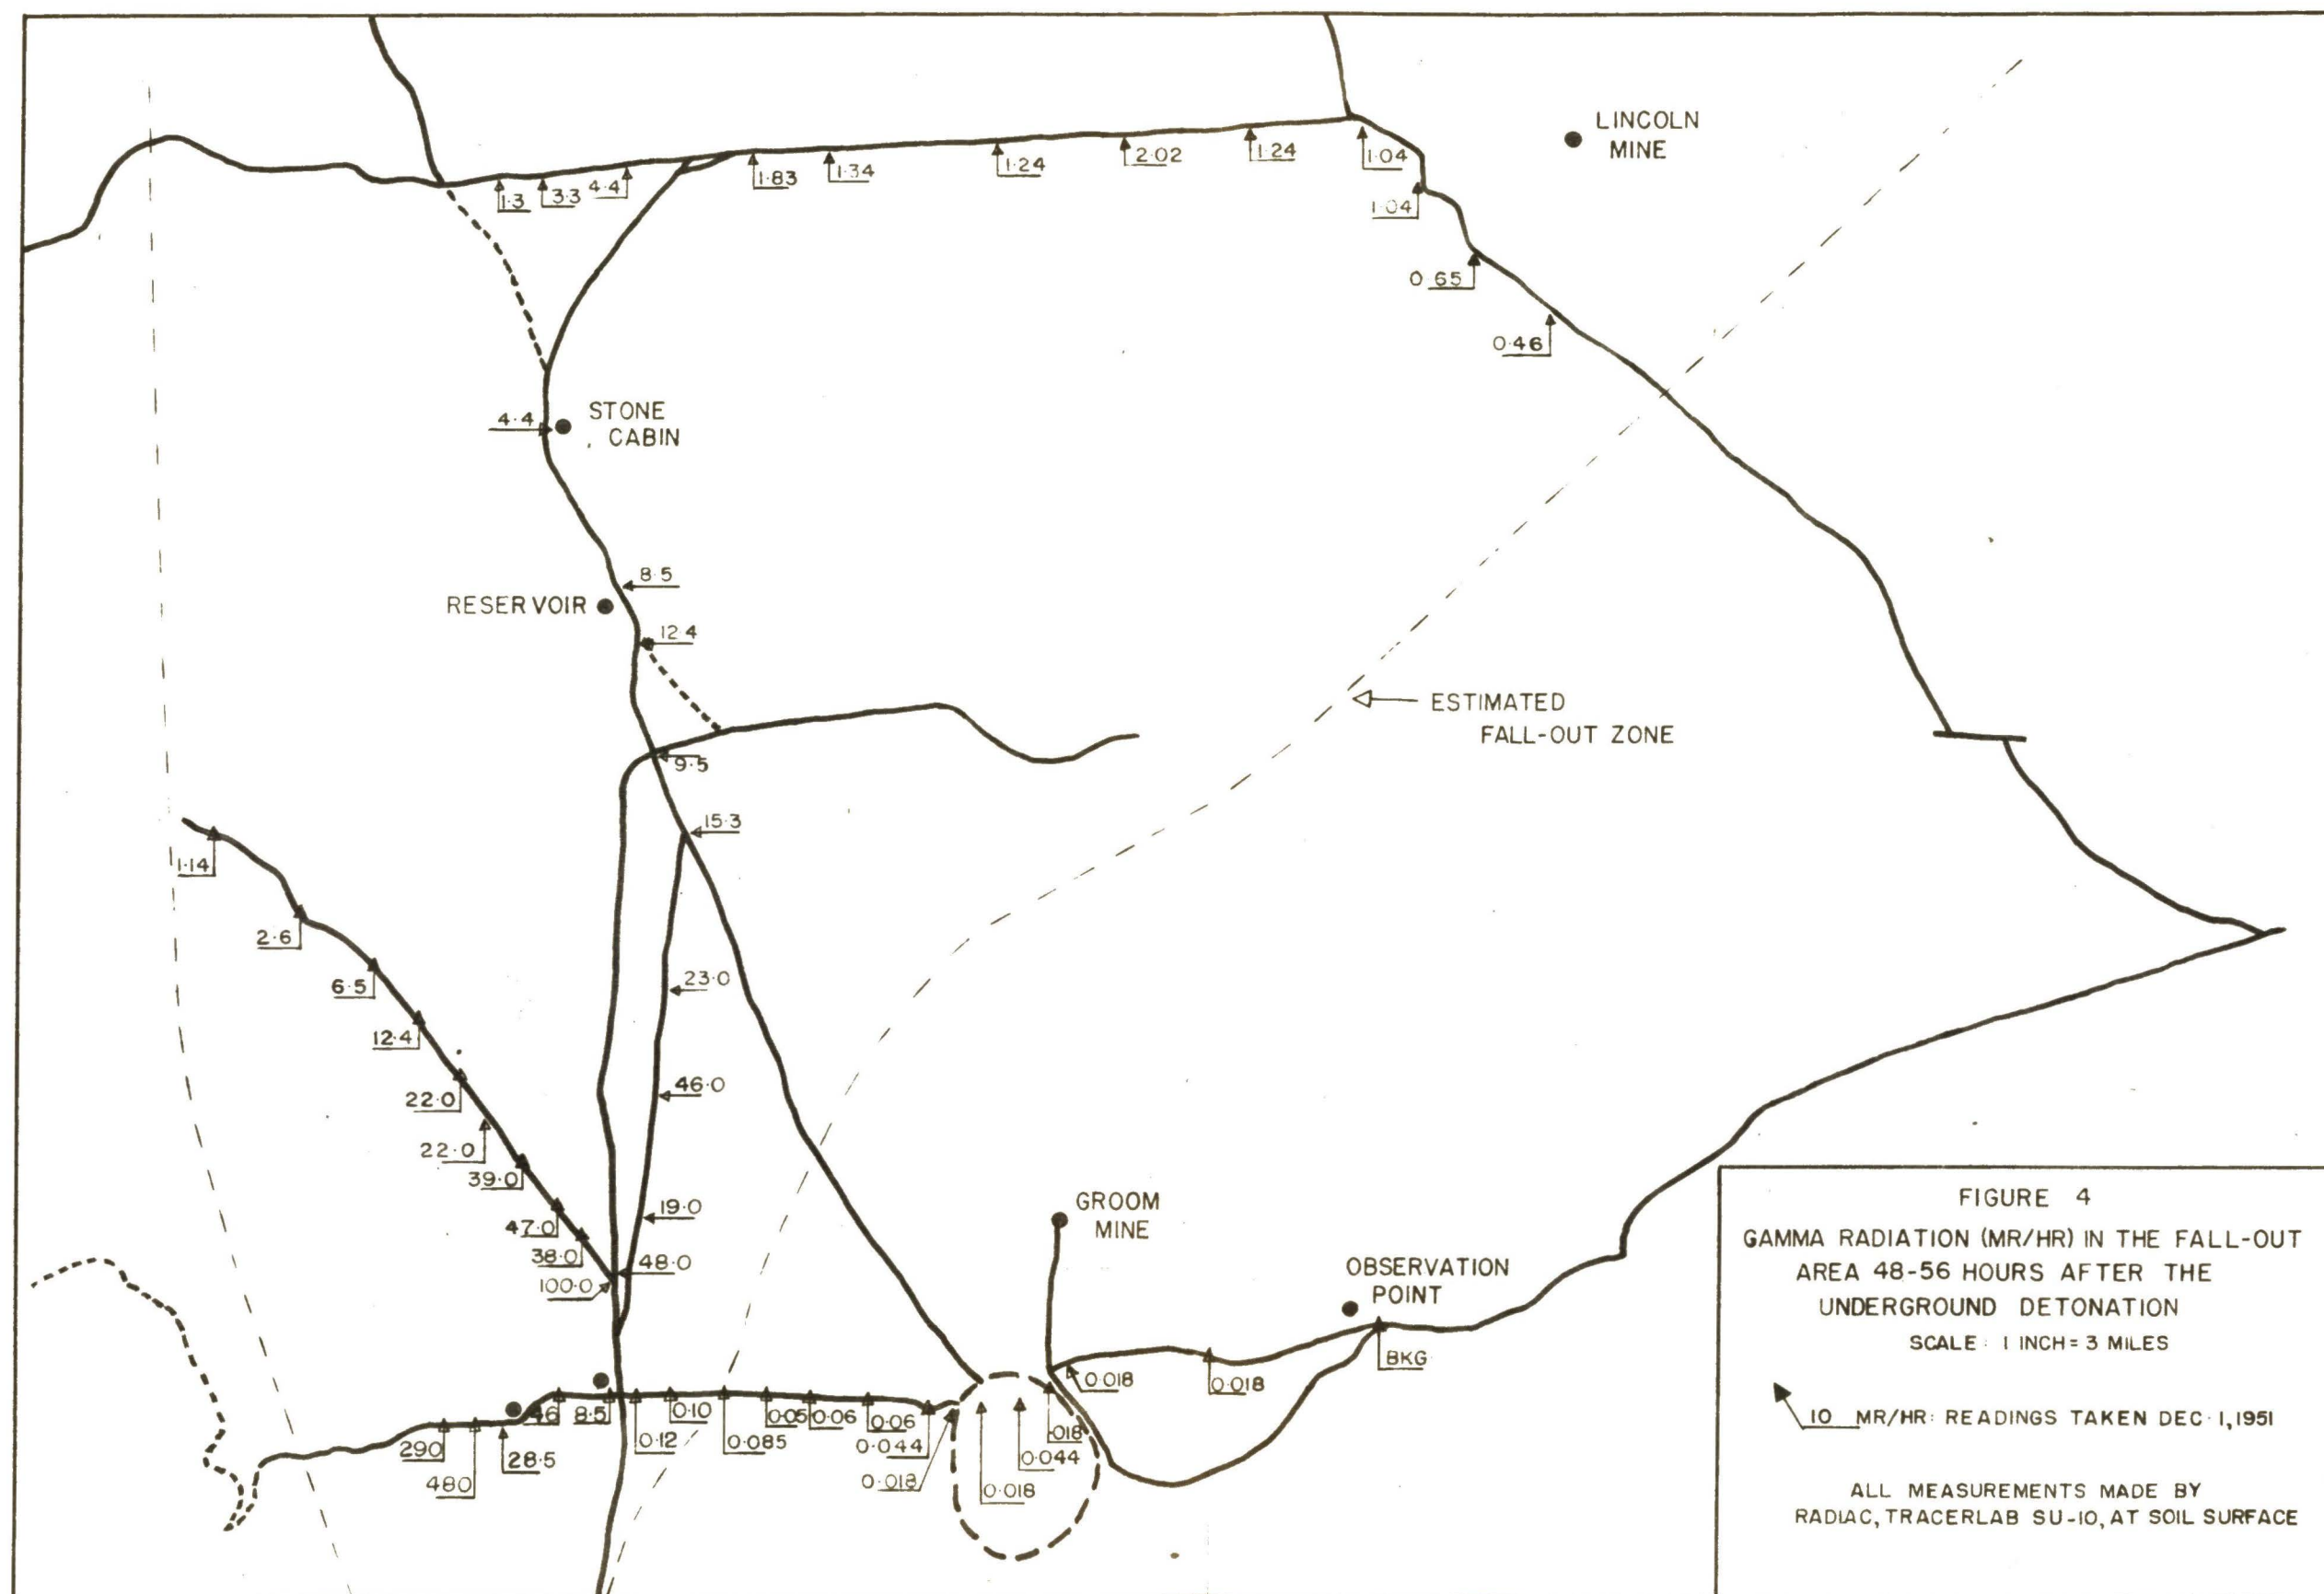 LINCOLN
MINE
1.3
3.3
4.4
1.83
1.34
1.24
2.02
1.24
1.04
1.04
0.65
0.46
4.4
STONE
CABIN
8.5
RESERVOIR
12.4
ESTIMATED
FALL-OUT ZONE
9.5
15.3
1.14
2.6
6.5
12.4
22.0
22.0
39.0
47.0
38.0
100.0
23.0
46.0
19.0
48.0
GROOM
MINE
OBSERVATION
POINT
BKG
0.018
0.018
290
480
28.5
8.5
0.12
0.10
0.085
0.05
0.06
0.06
0.044
0.018
0.018
0.044
FIGURE 4
GAMMA RADIATION (MR/HR) IN THE FALL-OUT
AREA 48-56 HOURS AFTER THE
UNDERGROUND DETONATION
SCALE: 1 INCH = 3 MILES
10 MR/HR: READINGS TAKEN DEC. 1, 1951
ALL MEASUREMENTS MADE BY
RADIAC, TRACERLAB SU-10, AT SOIL SURFACE